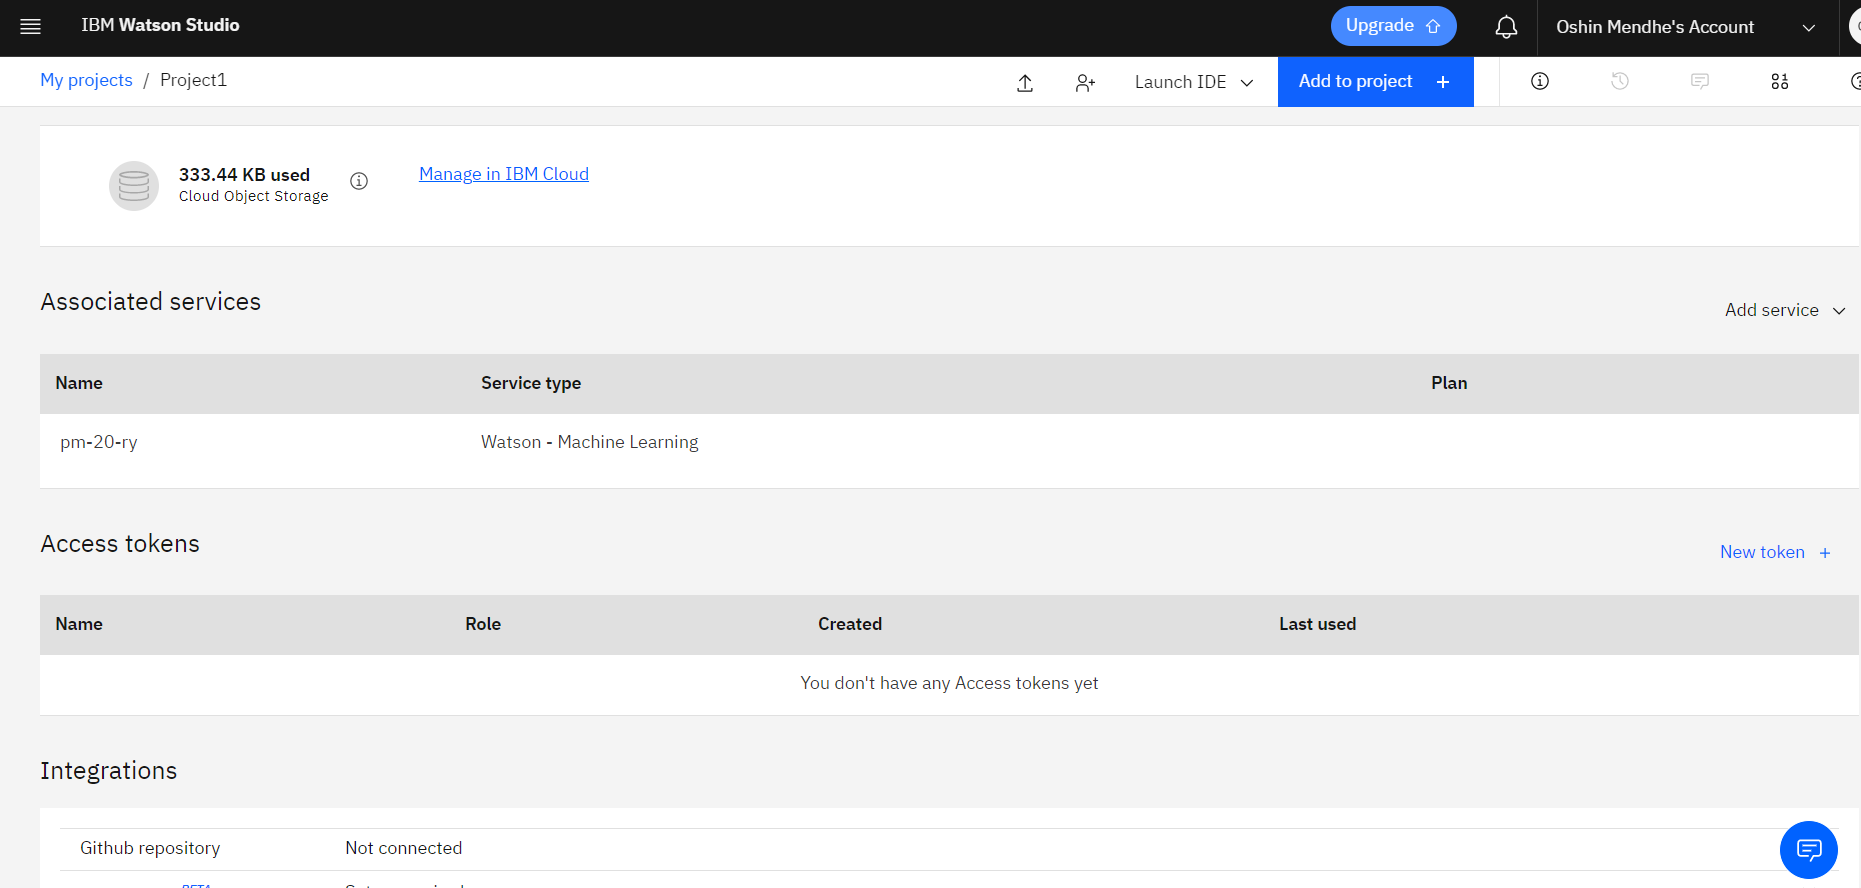 IBM Watson Studio
Upgrade
Oshin Mendhe's Account
My projects / Project1
Launch IDE
Add to project +
333.44 KB used
Cloud Object Storage
Manage in IBM Cloud
Associated services
Add service
Name Service type Plan
pm-20-ry Watson - Machine Learning
Access tokens
New token +
Name Role Created Last used
You don't have any Access tokens yet
Integrations
Github repository Not connected
BETA